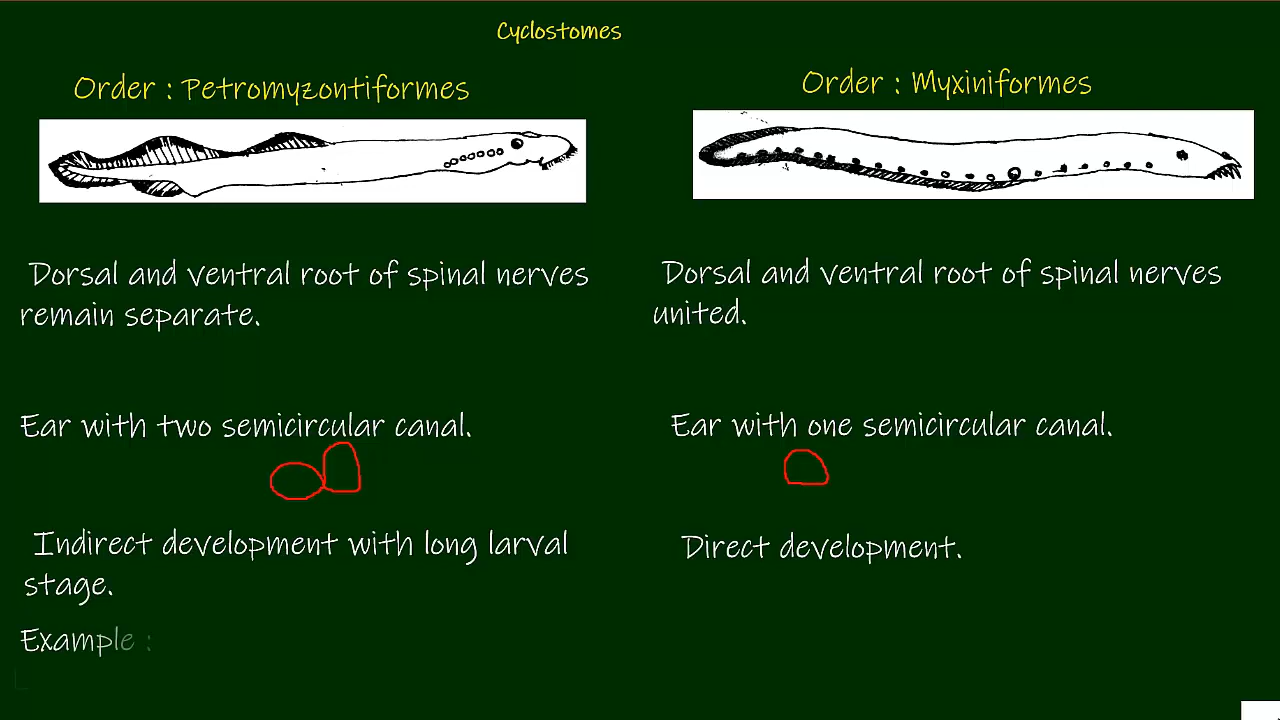 Cyclostomes
Order : Petromyzontiformes
Order : Myxiniformes
Dorsal and ventral root of spinal nerves
remain separate.
Dorsal and ventral root of spinal nerves
united.
Ear with two semicircular canal.
Ear with one semicircular canal.
Indirect development with long larval
stage.
Direct development.
Example :